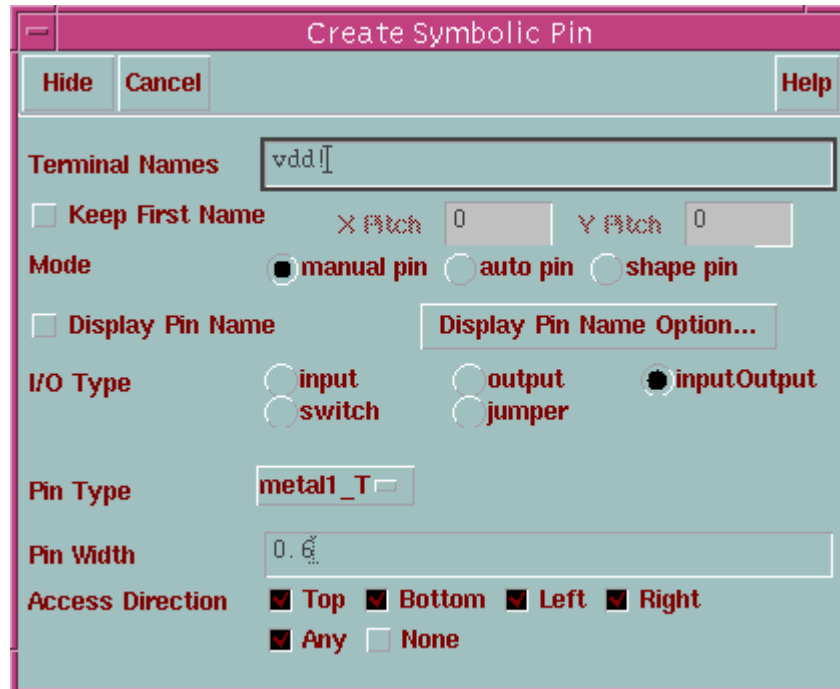 Create Symbolic Pin
Hide Cancel Help
Terminal Names vdd!
Keep First Name X Pitch 0 Y Pitch 0
Mode manual pin auto pin shape pin
Display Pin Name Display Pin Name Option...
I/O Type input output inputOutput
switch jumper
Pin Type metal1_T
Pin Width 0.6
Access Direction Top Bottom Left Right
Any None